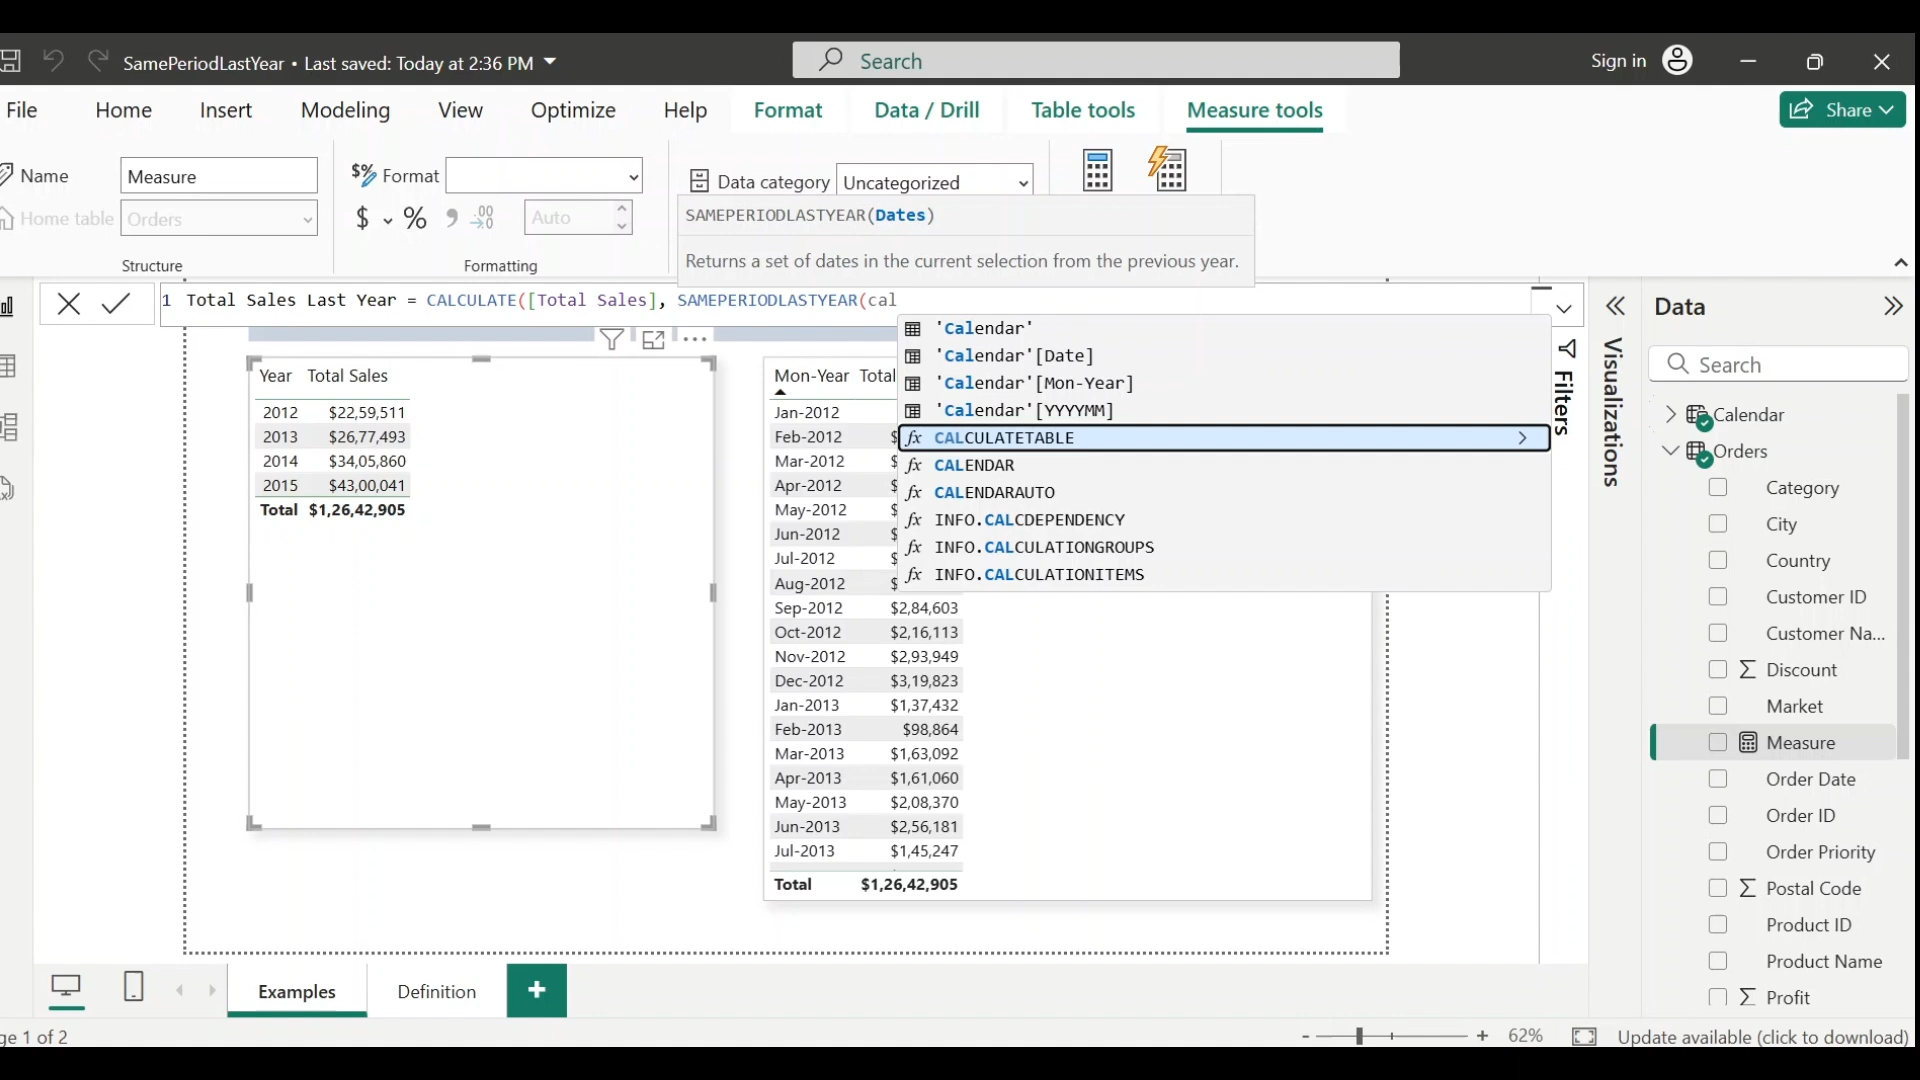 SamePeriodLastYear • Last saved: Today at 2:36 PM
Search
Sign in
File Home Insert Modeling View Optimize Help Format Data / Drill Table tools Measure tools
Share
Name Measure
Home table Orders
Structure
$% Format
$ % 9 .00
Auto
Formatting
Data category Uncategorized
SAMEPERIODLASTYEAR(Dates)
Returns a set of dates in the current selection from the previous year.
1 Total Sales Last Year = CALCULATE([Total Sales], SAMEPERIODLASTYEAR(cal
'Calendar'
'Calendar'[Date]
'Calendar'[Mon-Year]
'Calendar'[YYYYMM]
fx CALCULATETABLE
fx CALENDAR
fx CALENDARAUTO
fx INFO.CALCDEPENDENCY
fx INFO.CALCULATIONGROUPS
fx INFO.CALCULATIONITEMS
Year Total Sales
2012 $22,59,511
2013 $26,77,493
2014 $34,05,860
2015 $43,00,041
Total $1,26,42,905
Mon-Year Total
Jan-2012
Feb-2012 $
Mar-2012 $
Apr-2012 $
May-2012 $
Jun-2012 $
Jul-2012 $
Aug-2012 $
Sep-2012 $2,84,603
Oct-2012 $2,16,113
Nov-2012 $2,93,949
Dec-2012 $3,19,823
Jan-2013 $1,37,432
Feb-2013 $98,864
Mar-2013 $1,63,092
Apr-2013 $1,61,060
May-2013 $2,08,370
Jun-2013 $2,56,181
Jul-2013 $1,45,247
Total $1,26,42,905
Filters
Visualizations
Data
Search
Calendar
Orders
Category
City
Country
Customer ID
Customer Na...
Σ Discount
Market
Measure
Order Date
Order ID
Order Priority
Σ Postal Code
Product ID
Product Name
Σ Profit
Examples Definition +
ge 1 of 2
- + 62%
Update available (click to download)